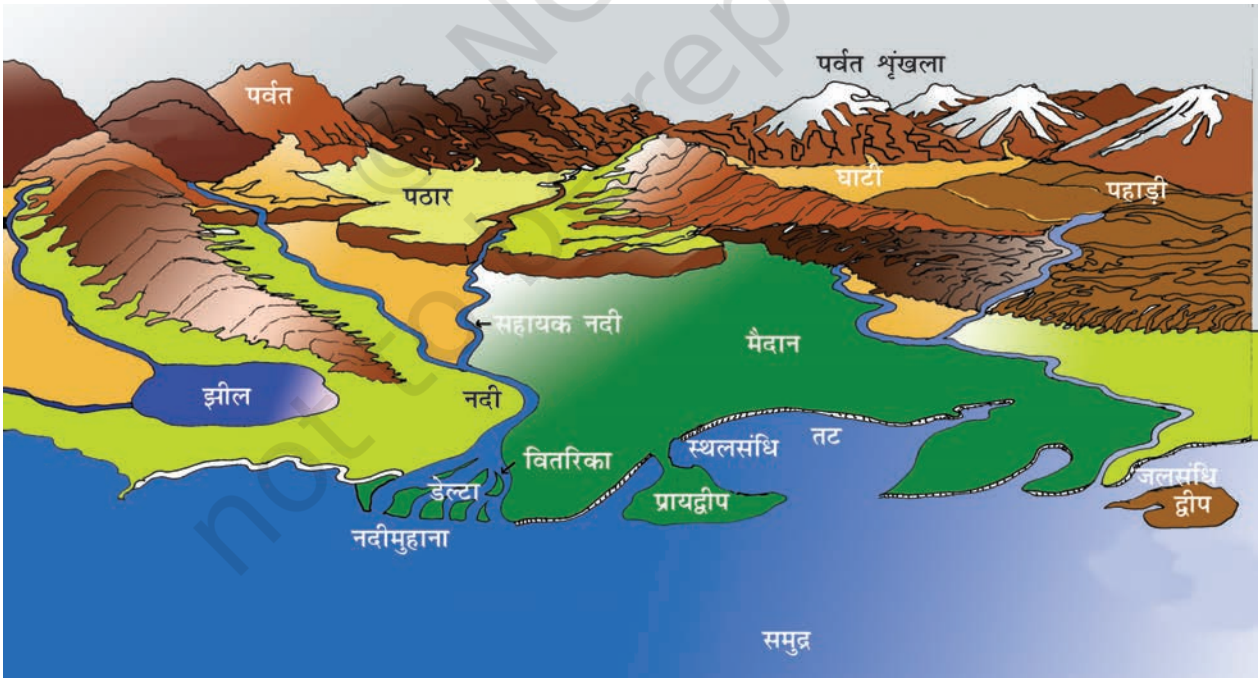 पर्वत शृंखला
पर्वत
घाटी
पठार
पहाड़ी
सहायक नदी
मैदान
झील
नदी
तट
स्थलसंधि
वितरिका
जलसंधि
डेल्टा
प्रायद्वीप
द्वीप
नदीमुहाना
समुद्र